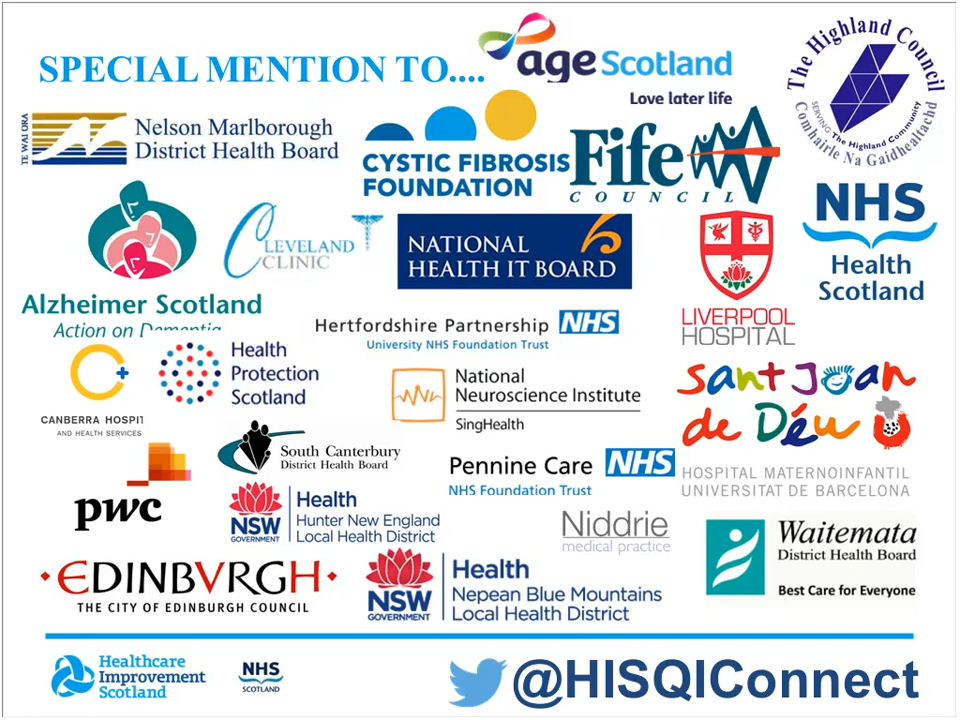 SPECIAL MENTION TO....
age Scotland
Love later life
The Highland Council
SERVING The Highland Community
Comhairle Na Gaidhealtachd
TE WAI ORA
Nelson Marlborough
District Health Board
CYSTIC FIBROSIS
FOUNDATION
Fife
COUNCIL
NHS
Health
Scotland
Alzheimer Scotland
Action on Dementia
CLEVELAND
CLINIC
NATIONAL
HEALTH IT BOARD
LIVERPOOL
HOSPITAL
Hertfordshire Partnership NHS
University NHS Foundation Trust
CANBERRA HOSPIT
AND HEALTH SERVICES
Health
Protection
Scotland
National
Neuroscience Institute
SingHealth
sant Joan
de Déu
HOSPITAL MATERNOINFANTIL
UNIVERSITAT DE BARCELONA
pwc
South Canterbury
District Health Board
Pennine Care NHS
NHS Foundation Trust
NSW
GOVERNMENT
Health
Hunter New England
Local Health District
Niddrie
medical practice
Waitemata
District Health Board
Best Care for Everyone
EDINBVRGH
THE CITY OF EDINBURGH COUNCIL
NSW
GOVERNMENT
Health
Nepean Blue Mountains
Local Health District
Healthcare
Improvement
Scotland
NHS
SCOTLAND
@HISQIConnect